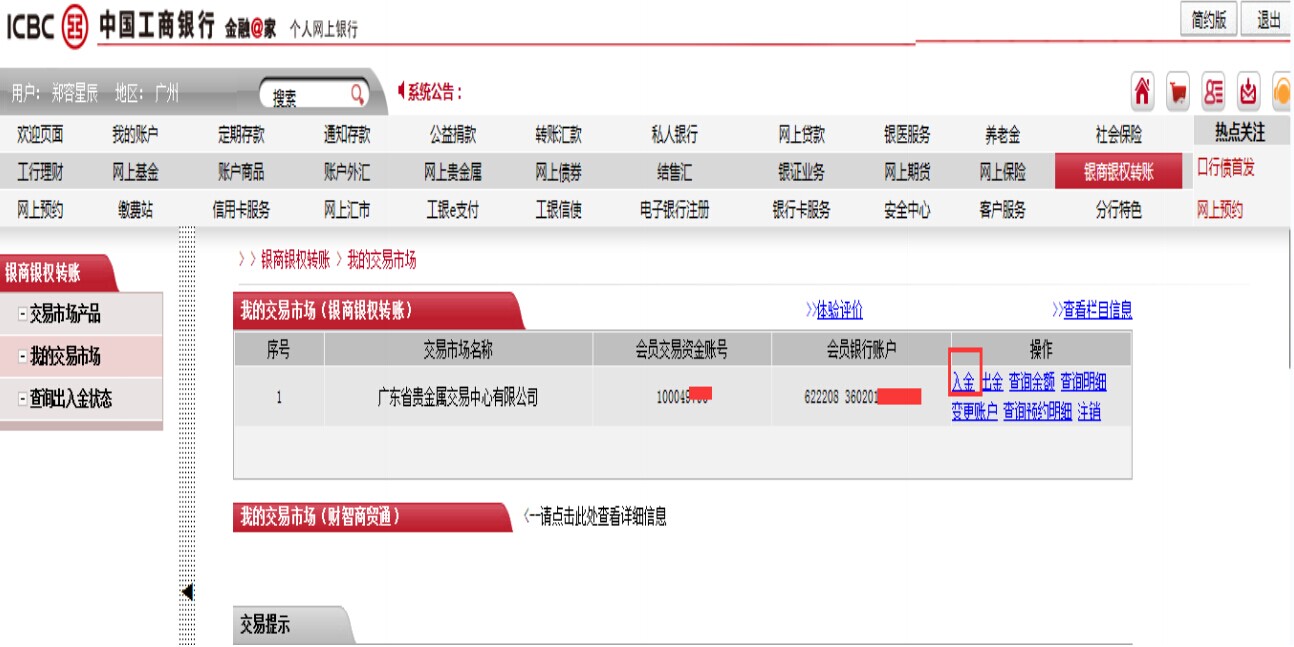 ICBC 中国工商银行 金融@家 个人网上银行 简约版 退出
用户： 郑容星辰 地区： 广州 搜索 系统公告：
欢迎页面 我的账户 定期存款 通知存款 公益捐款 转账汇款 私人银行 网上贷款 银医服务 养老金 社会保险 热点关注
工行理财 网上基金 账户商品 账户外汇 网上贵金属 网上债券 结售汇 银证业务 网上期货 网上保险 银商银权转账 口行债首发
网上预约 缴费站 信用卡服务 网上汇市 工银e支付 工银信使 电子银行注册 银行卡服务 安全中心 客户服务 分行特色 网上预约
银商银权转账
交易市场产品
我的交易市场
查询出入金状态
>> 银商银权转账 > 我的交易市场
我的交易市场（银商银权转账） >>体验评价 >>查看栏目信息
序号 交易市场名称 会员交易资金账号 会员银行账户 操作
1 广东省贵金属交易中心有限公司 100045 622208 360201 入金 出金 查询余额 查询明细
变更账户 查询预约明细 注销
我的交易市场（财智商贸通） <--请点击此处查看详细信息
交易提示